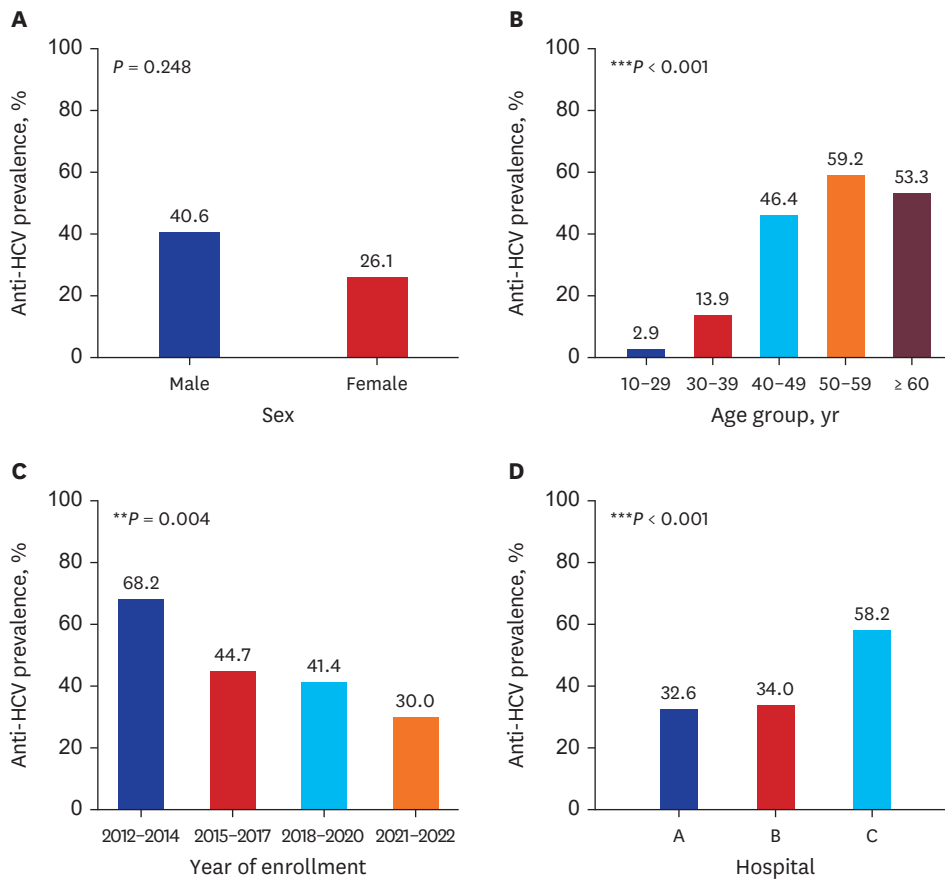 A
Anti-HCV prevalence, %
100
80
60
40
20
0
P = 0.248
40.6
26.1
Male Female
Sex
B
Anti-HCV prevalence, %
100
80
60
40
20
0
***P < 0.001
2.9
13.9
46.4
59.2
53.3
10–29 30–39 40–49 50–59 ≥ 60
Age group, yr
C
Anti-HCV prevalence, %
100
80
60
40
20
0
**P = 0.004
68.2
44.7
41.4
30.0
2012–2014 2015–2017 2018–2020 2021–2022
Year of enrollment
D
Anti-HCV prevalence, %
100
80
60
40
20
0
***P < 0.001
32.6
34.0
58.2
A B C
Hospital